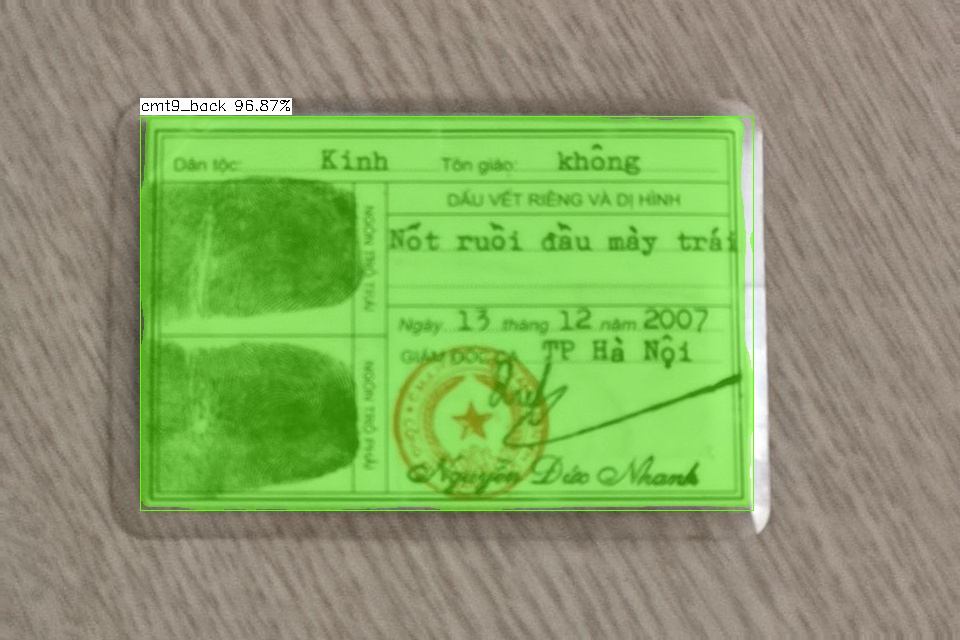 cmt9_back 96.87%
Dân tộc: Kinh Tôn giáo: không
DẤU VẾT RIÊNG VÀ DỊ HÌNH
Nốt ruồi đầu mày trái
NGÓN TRỎ TRÁI
Ngày 13 tháng 12 năm 2007
GIÁM ĐỐC CA TP Hà Nội
NGÓN TRỎ PHẢI
Nguyễn Đức Nhanh